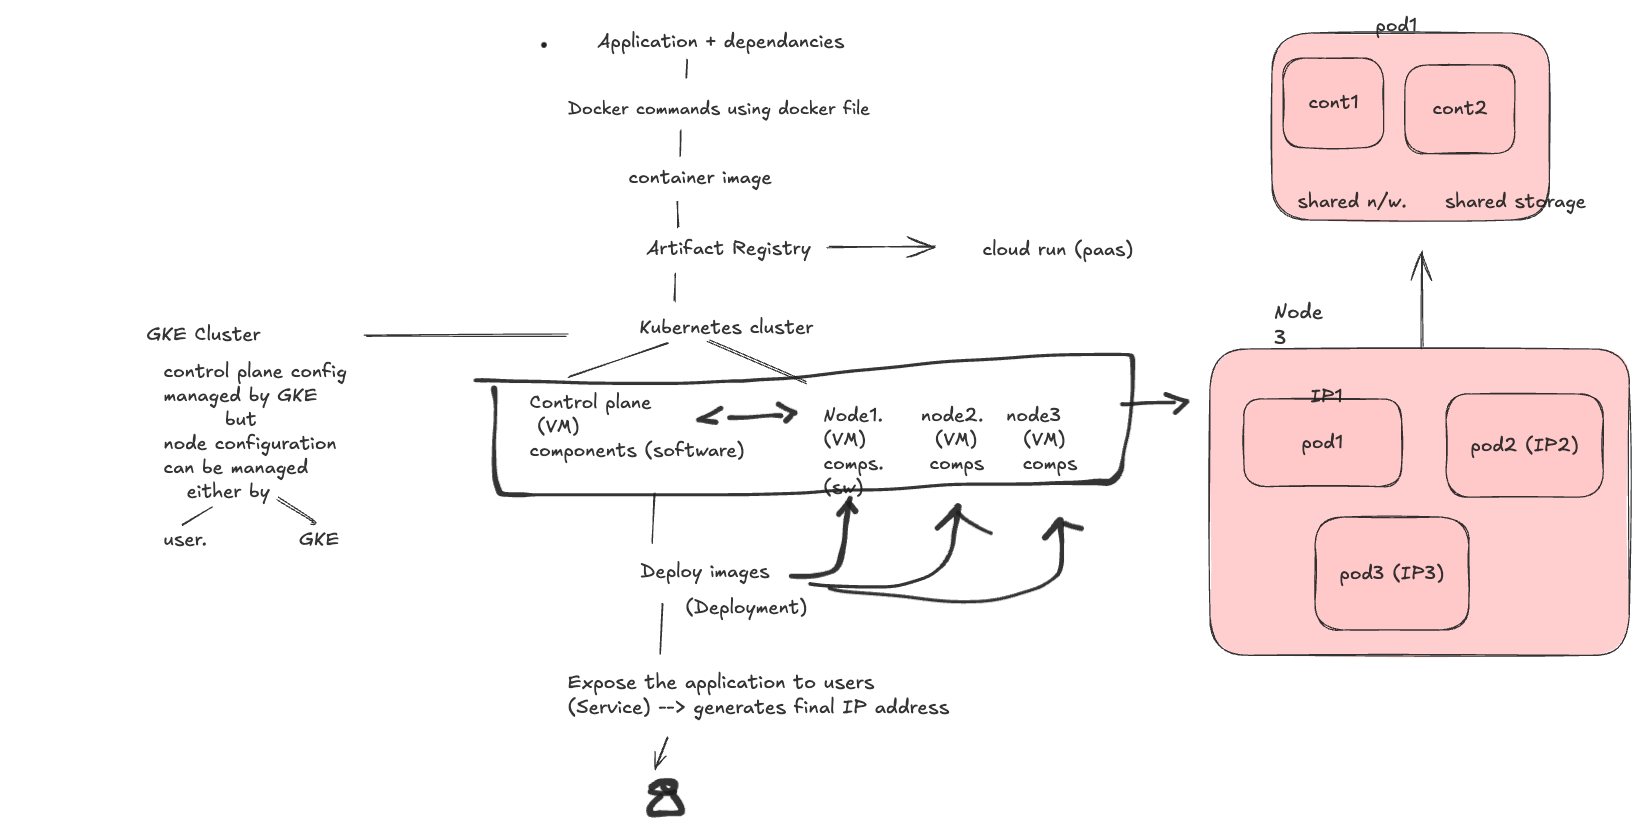 Application + dependancies
Docker commands using docker file
container image
Artifact Registry
cloud run (paas)
Kubernetes cluster
GKE Cluster
control plane config
managed by GKE
but
node configuration
can be managed
either by
user.
GKE
Control plane
(VM)
components (software)
Node1.
(VM)
comps.
(sw)
node2.
(VM)
comps
node3
(VM)
comps
Deploy images
(Deployment)
Expose the application to users
(Service) --> generates final IP address
pod1
cont1
cont2
shared n/w.
shared storage
Node
3
IP1
pod1
pod2 (IP2)
pod3 (IP3)